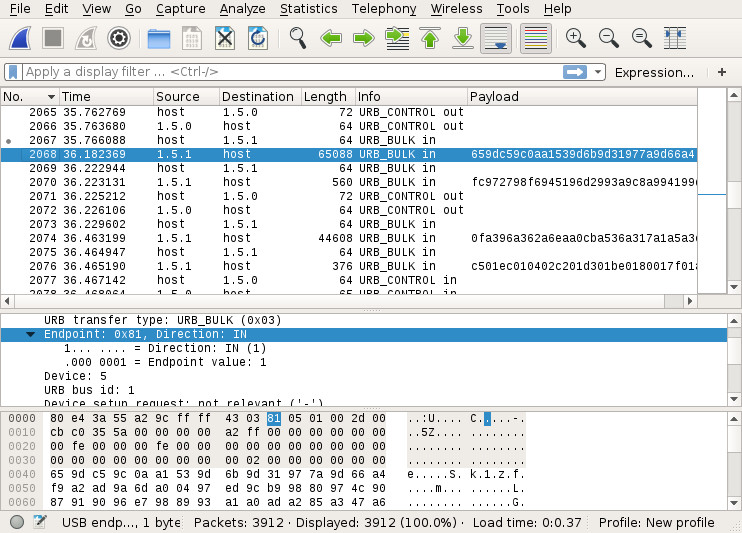 File Edit View Go Capture Analyze Statistics Telephony Wireless Tools Help
Apply a display filter ... <Ctrl-/> Expression... +
No. Time Source Destination Length Info Payload
2065 35.762769 host 1.5.0 72 URB_CONTROL out
2066 35.763680 1.5.0 host 64 URB_CONTROL out
2067 35.766088 host 1.5.1 64 URB_BULK in
2068 36.182369 1.5.1 host 65088 URB_BULK in 659dc59c0aa1539d6b9d31977a9d66a4
2069 36.222944 host 1.5.1 64 URB_BULK in
2070 36.223131 1.5.1 host 560 URB_BULK in fc972798f6945196d2993a9c8a994199
2071 36.225212 host 1.5.0 72 URB_CONTROL out
2072 36.226106 1.5.0 host 64 URB_CONTROL out
2073 36.229602 host 1.5.1 64 URB_BULK in
2074 36.463199 1.5.1 host 44608 URB_BULK in 0fa396a362a6eaa0cba536a317a1a5a3
2075 36.464947 host 1.5.1 64 URB_BULK in
2076 36.465190 1.5.1 host 376 URB_BULK in c501ec010402c201d301be0180017f01
2077 36.467142 host 1.5.0 64 URB_CONTROL in
2078 36.468064 1.5.0 host 65 URB_CONTROL in
URB transfer type: URB_BULK (0x03)
Endpoint: 0x81, Direction: IN
1... .... = Direction: IN (1)
.000 0001 = Endpoint value: 1
Device: 5
URB bus id: 1
Device setup request: not relevant ('-')
0000 80 e4 3a 55 a2 9c ff ff 43 03 81 05 01 00 2d 00 ..:U.... C.....-.
0010 cb c0 35 5a 00 00 00 00 a2 ff 00 00 00 00 00 00 ..5Z.... ........
0020 00 fe 00 00 00 fe 00 00 00 00 00 00 00 00 00 00 ........ ........
0030 00 00 00 00 00 00 00 00 00 02 00 00 00 00 00 00 ........ ........
0040 65 9d c5 9c 0a a1 53 9d 6b 9d 31 97 7a 9d 66 a4 e.....S. k.1.z.f.
0050 f9 a2 ad 9a 6d a0 04 97 ed 9c b9 98 80 97 4c 90 ....m... ......L.
0060 87 91 90 96 e7 98 89 93 a1 a0 ad a2 85 a3 47 a6 ........ ......G.
USB endp..., 1 byte Packets: 3912 · Displayed: 3912 (100.0%) · Load time: 0:0.37 Profile: New profile